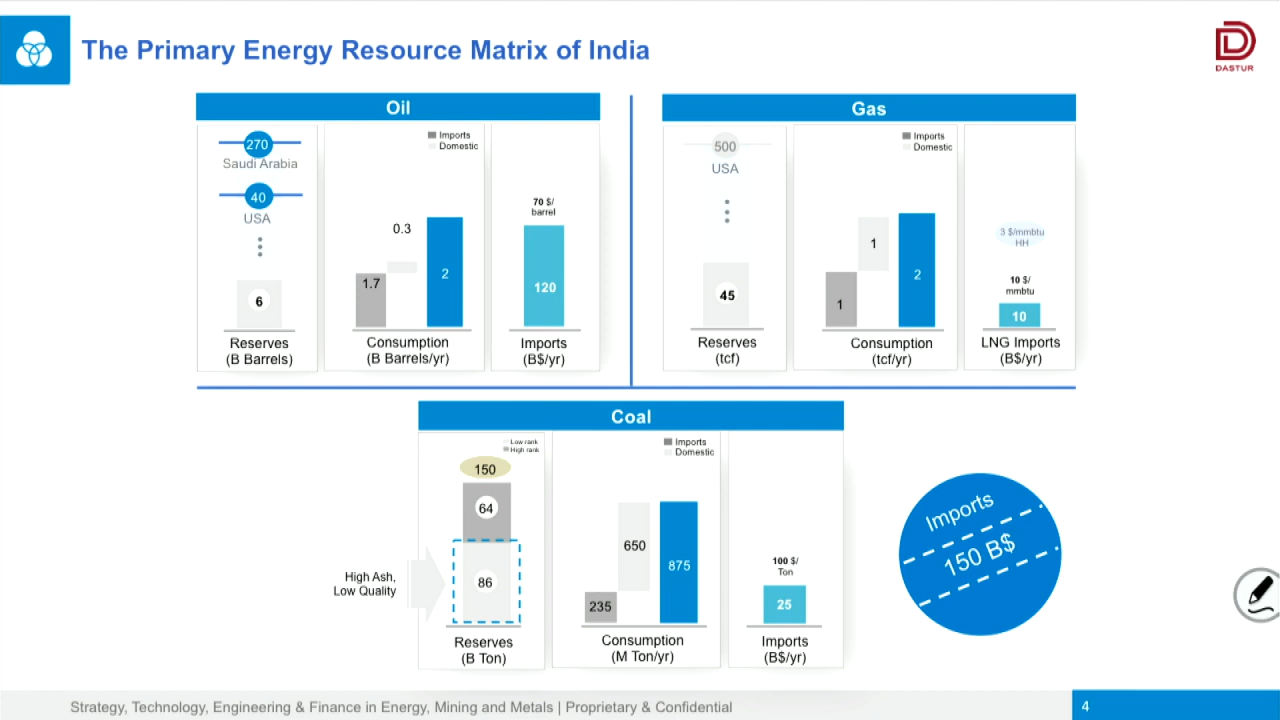 The Primary Energy Resource Matrix of India
DASTUR
Oil
270
Saudi Arabia
40
USA
6
Reserves
(B Barrels)
Imports
Domestic
0.3
1.7
2
Consumption
(B Barrels/yr)
70 $/
barrel
120
Imports
(B$/yr)
Gas
500
USA
45
Reserves
(tcf)
Imports
Domestic
1
1
2
Consumption
(tcf/yr)
3 $/mmbtu
HH
10 $/
mmbtu
10
LNG Imports
(B$/yr)
Coal
Low rank
High rank
150
64
86
High Ash,
Low Quality
Reserves
(B Ton)
Imports
Domestic
650
235
875
Consumption
(M Ton/yr)
100 $/
Ton
25
Imports
(B$/yr)
Imports
150 B$
Strategy, Technology, Engineering & Finance in Energy, Mining and Metals | Proprietary & Confidential
4